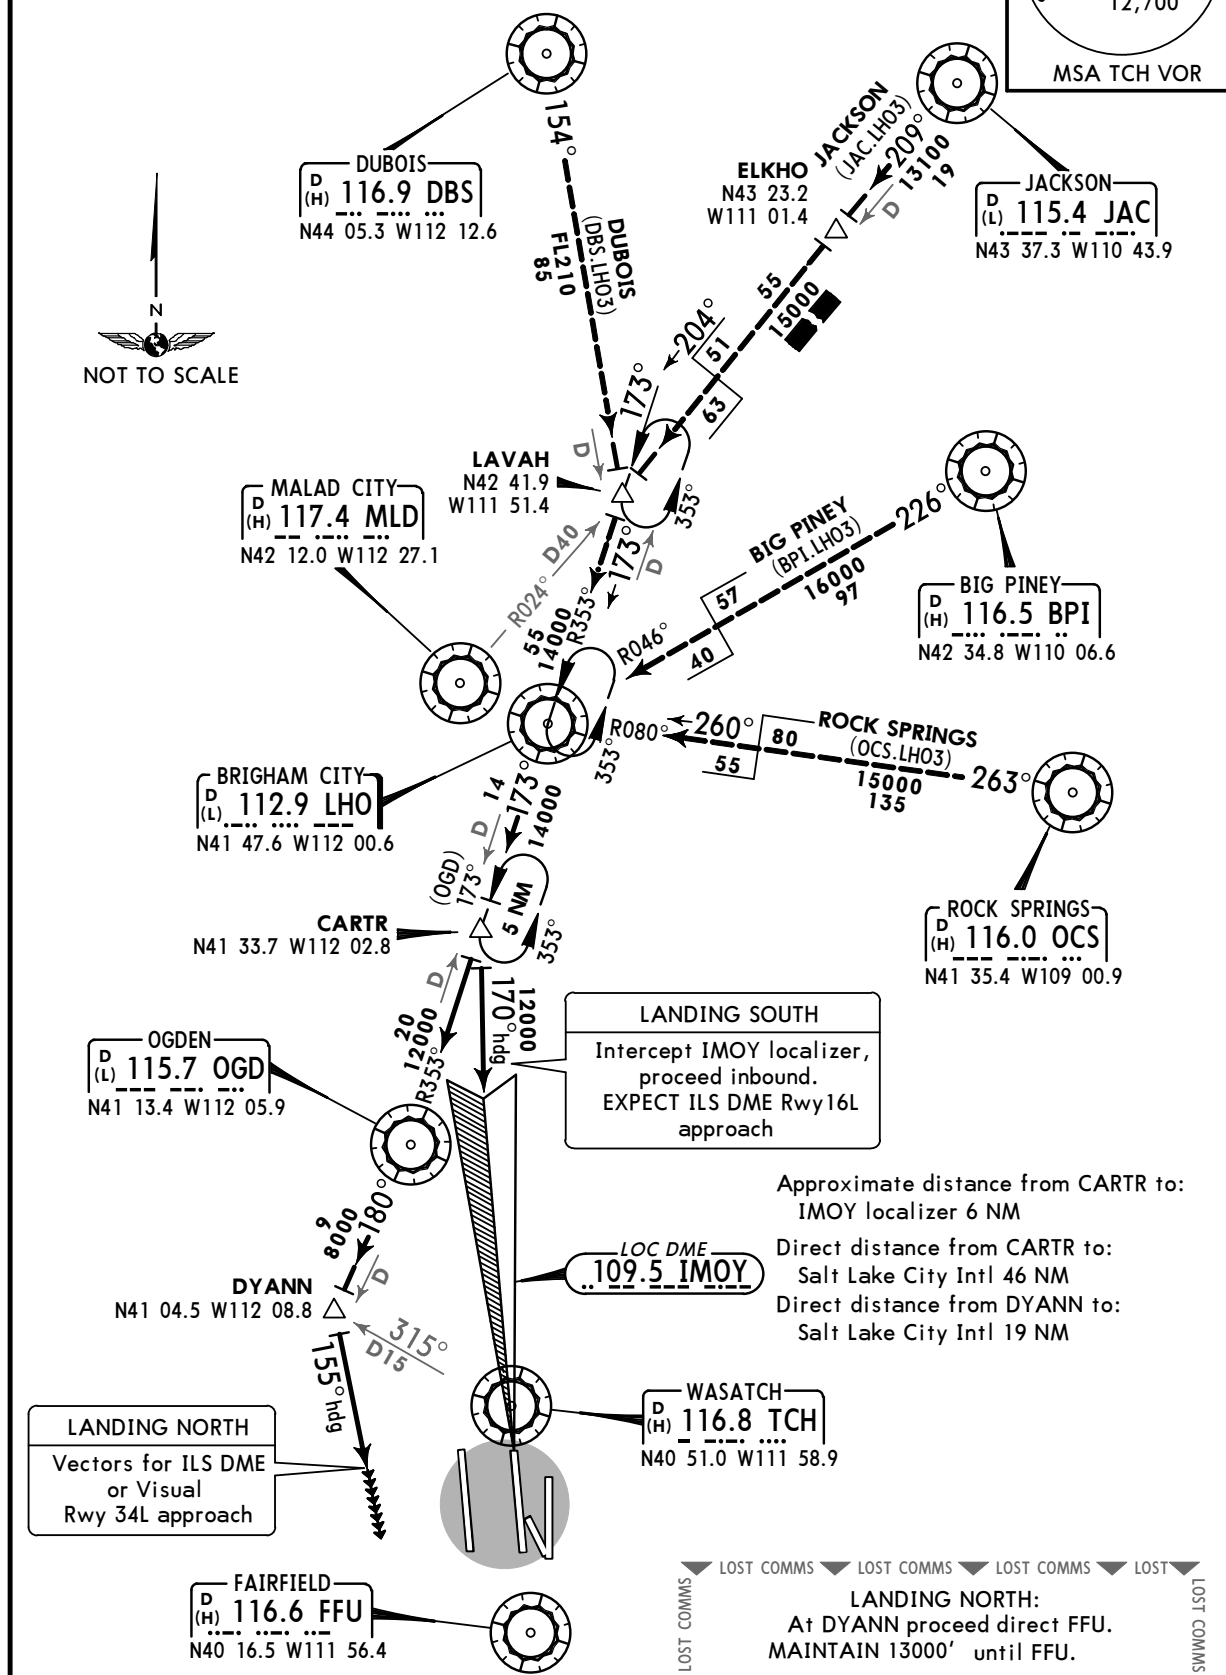 12,700
MSA TCH VOR
DUBOIS
D
(H)
116.9 DBS
N44 05.3 W112 12.6
154°
DUBOIS
(DBS.LHO3)
FL210
85
JACKSON
(JAC.LHO3)
209°
13100
19
D
ELKHO
N43 23.2
W111 01.4
JACKSON
D
(L)
115.4 JAC
N43 37.3 W110 43.9
N
NOT TO SCALE
55
15000
204°
51
63
173°
D
LAVAH
N42 41.9
W111 51.4
353°
MALAD CITY
D
(H)
117.4 MLD
N42 12.0 W112 27.1
R024°
D40
173°
D
R353°
55
14000
226°
BIG PINEY
(BPI.LHO3)
16000
97
57
40
R046°
BIG PINEY
D
(H)
116.5 BPI
N42 34.8 W110 06.6
BRIGHAM CITY
D
(L)
112.9 LHO
N41 47.6 W112 00.6
353°
R080°
260°
80
55
ROCK SPRINGS
(OCS.LHO3)
15000
135
263°
14
173°
14000
D
(OGD)
173°
5 NM
353°
CARTR
N41 33.7 W112 02.8
ROCK SPRINGS
D
(H)
116.0 OCS
N41 35.4 W109 00.9
D
20
12000
R353°
12000
170° hdg
LANDING SOUTH
Intercept IMOY localizer,
proceed inbound.
EXPECT ILS DME Rwy 16L
approach
OGDEN
D
(L)
115.7 OGD
N41 13.4 W112 05.9
Approximate distance from CARTR to:
IMOY localizer 6 NM
Direct distance from CARTR to:
Salt Lake City Intl 46 NM
Direct distance from DYANN to:
Salt Lake City Intl 19 NM
LOC DME
109.5 IMOY
180°
9
8000
D
DYANN
N41 04.5 W112 08.8
315°
D15
155° hdg
WASATCH
D
(H)
116.8 TCH
N40 51.0 W111 58.9
LANDING NORTH
Vectors for ILS DME
or Visual
Rwy 34L approach
FAIRFIELD
D
(H)
116.6 FFU
N40 16.5 W111 56.4
LOST COMMS LOST COMMS LOST COMMS LOST
LOST COMMS
LANDING NORTH:
At DYANN proceed direct FFU.
MAINTAIN 13000' until FFU.
LOST COMMS